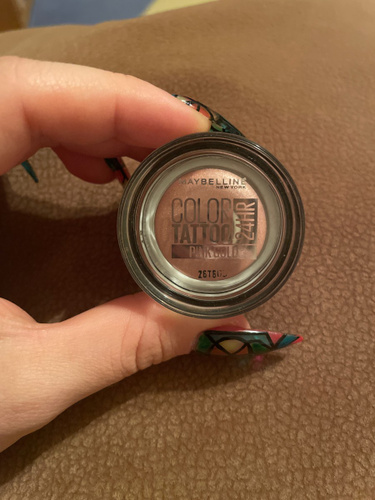 MAYBELLINE
NEW YORK
COLOR
TATTOO
24HR
PINK GOLD